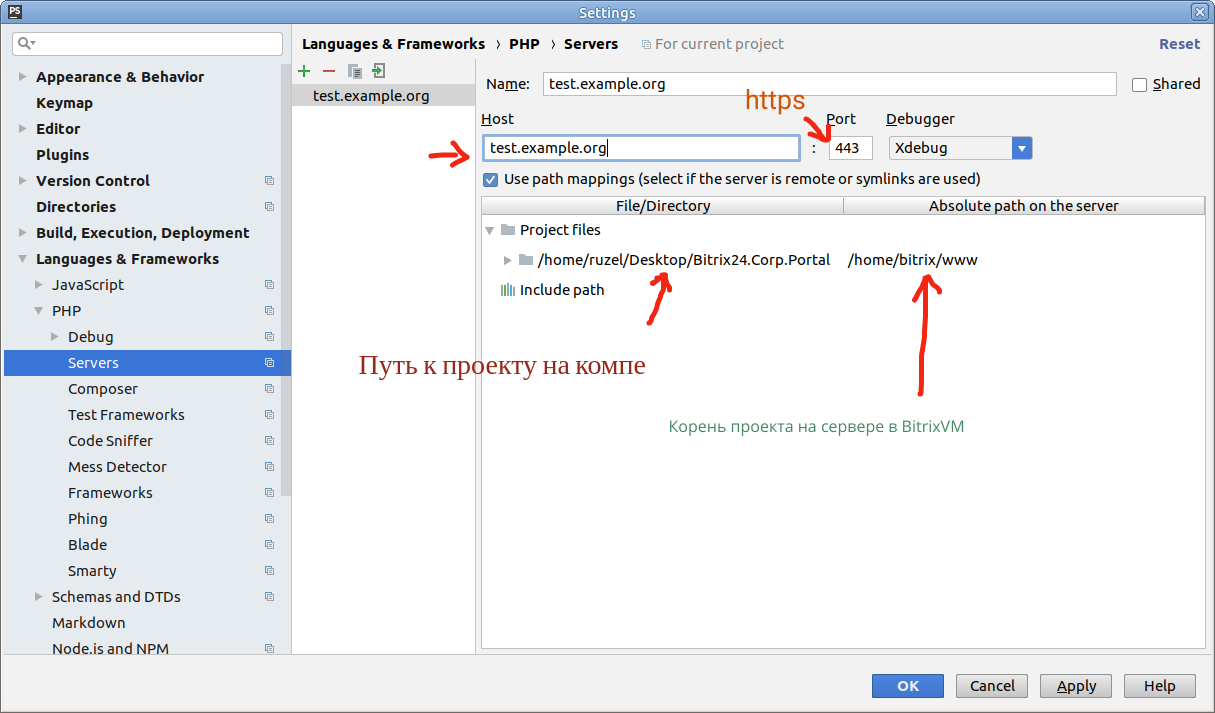 PS
Settings
Languages & Frameworks › PHP › Servers For current project Reset
Appearance & Behavior
Keymap
Editor
Plugins
Version Control
Directories
Build, Execution, Deployment
Languages & Frameworks
JavaScript
PHP
Debug
Servers
Composer
Test Frameworks
Code Sniffer
Mess Detector
Frameworks
Phing
Blade
Smarty
Schemas and DTDs
Markdown
Node.js and NPM
test.example.org
Name: test.example.org Shared
https
Host Port Debugger
test.example.org : 443 Xdebug
Use path mappings (select if the server is remote or symlinks are used)
File/Directory Absolute path on the server
Project files
/home/ruzel/Desktop/Bitrix24.Corp.Portal /home/bitrix/www
Include path
Путь к проекту на компе
Корень проекта на сервере в BitrixVM
OK Cancel Apply Help